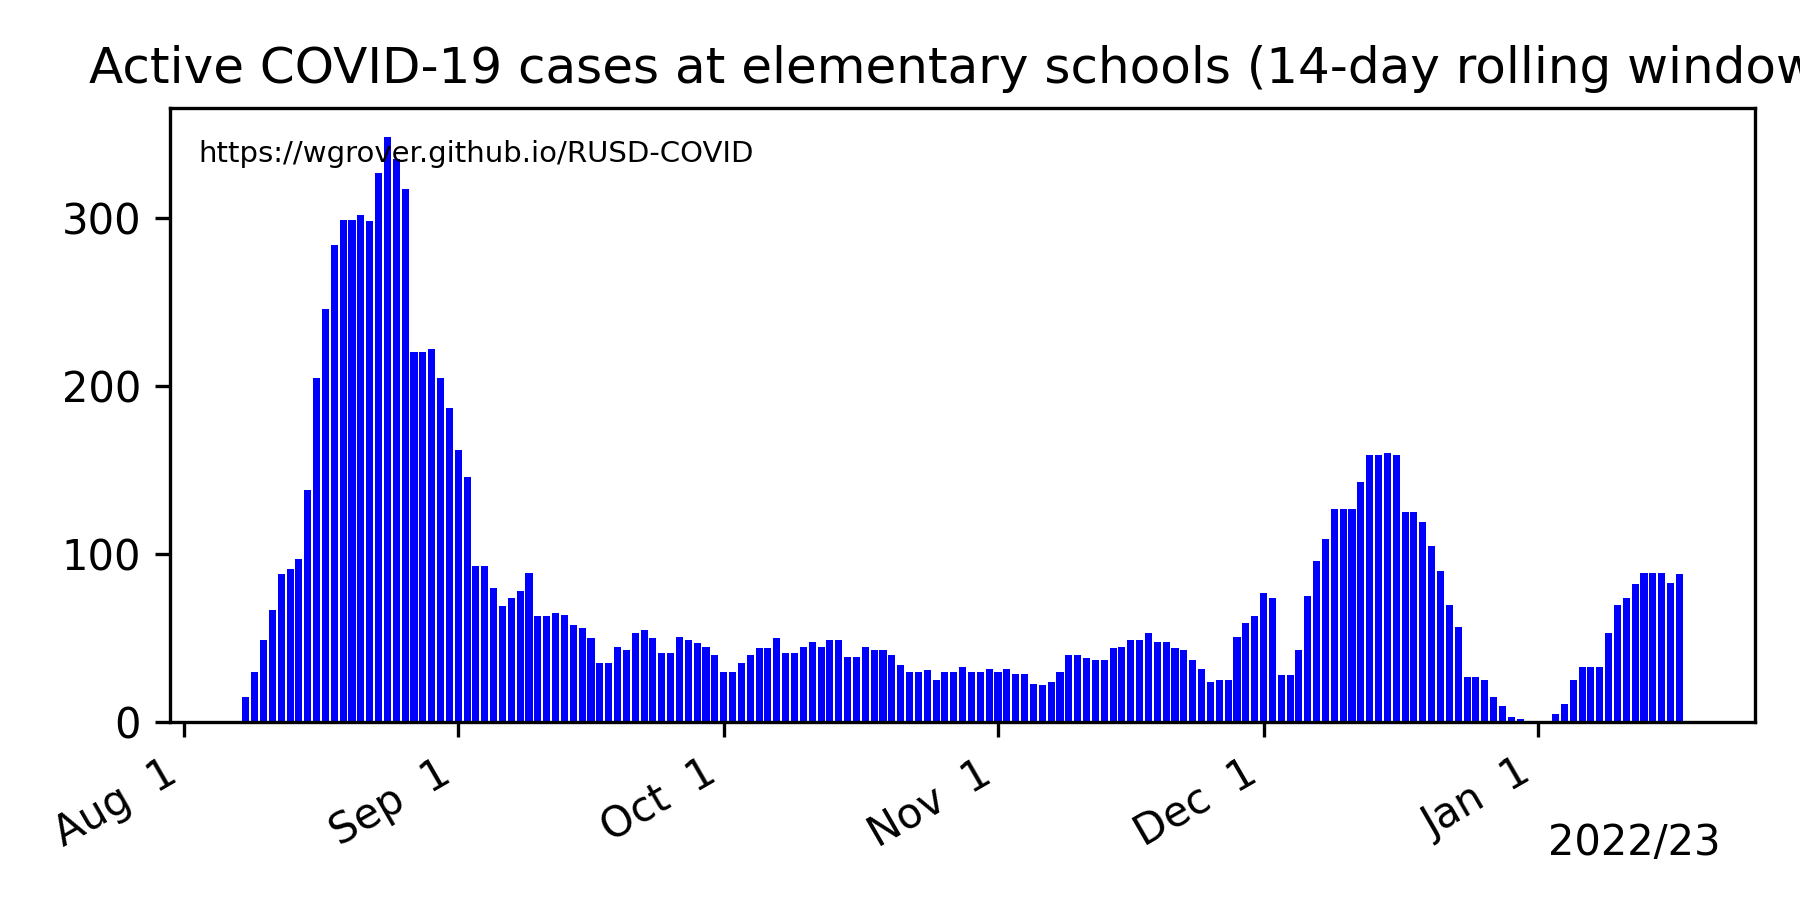 Active COVID-19 cases at elementary schools (14-day rolling window
https://wgrover.github.io/RUSD-COVID
300
200
100
0
Aug 1
Sep 1
Oct 1
Nov 1
Dec 1
Jan 1
2022/23